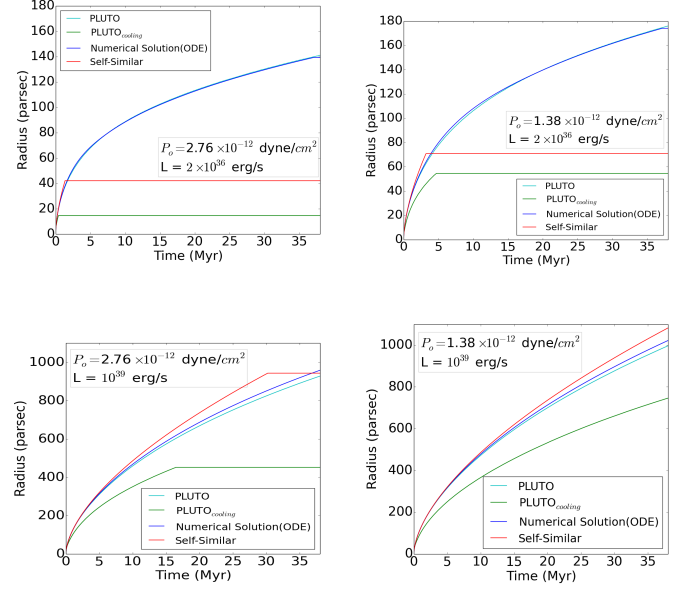 180
160
140
120
100
80
60
40
20
0
0 5 10 15 20 25 30 35
Radius (parsec)
Time (Myr)
PLUTO
PLUTO_cooling
Numerical Solution(ODE)
Self-Similar
P_o=2.76 ×10^-12 dyne/cm^2
L = 2 ×10^36 erg/s
180
160
140
120
100
80
60
40
20
0
0 5 10 15 20 25 30 35
Radius (parsec)
Time (Myr)
P_o=1.38 ×10^-12 dyne/cm^2
L = 2 ×10^36 erg/s
PLUTO
PLUTO_cooling
Numerical Solution(ODE)
Self-Similar
1000
800
600
400
200
0
0 5 10 15 20 25 30 35
Radius (parsec)
Time (Myr)
P_o=2.76 ×10^-12 dyne/cm^2
L = 10^39 erg/s
PLUTO
PLUTO_cooling
Numerical Solution(ODE)
Self-Similar
1000
800
600
400
200
0
0 5 10 15 20 25 30 35
Radius (parsec)
Time (Myr)
P_o=1.38 ×10^-12 dyne/cm^2
L = 10^39 erg/s
PLUTO
PLUTO_cooling
Numerical Solution(ODE)
Self-Similar